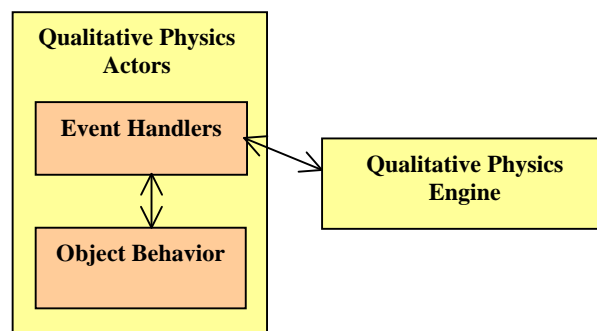 Qualitative Physics
Actors
Event Handlers
Object Behavior
Qualitative Physics
Engine